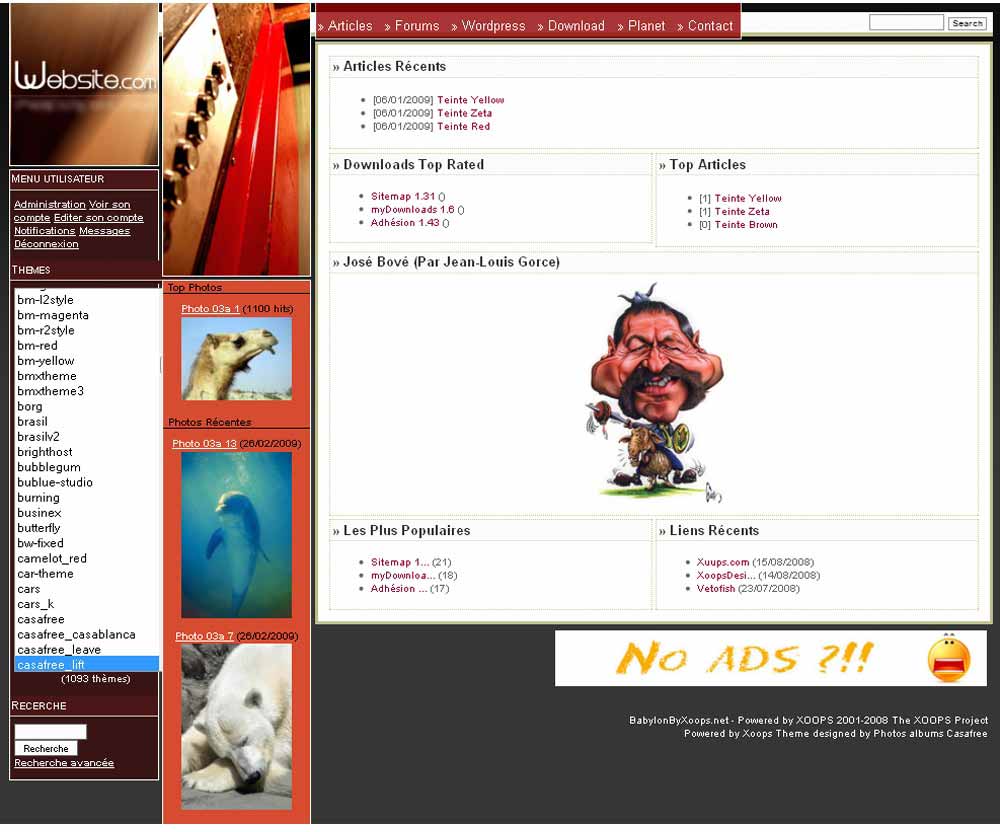 » Articles » Forums » Wordpress » Download » Planet » Contact
Search
Website.com
MENU UTILISATEUR
Administration Voir son
compte Editer son compte
Notifications Messages
Déconnexion
THEMES
bm-l2style
bm-magenta
bm-r2style
bm-red
bm-yellow
bmxtheme
bmxtheme3
borg
brasil
brasilv2
brighthost
bubblegum
bublue-studio
burning
businex
butterfly
bw-fixed
camelot_red
car-theme
cars
cars_k
casafree
casafree_casablanca
casafree_leave
casafree_lift
(1093 thèmes)
RECERCHE
Recherche
Recherche avancée
Top Photos
Photo 03a 1 (1100 hits)
Photos Récentes
Photo 03a 13 (26/02/2009)
Photo 03a 7 (26/02/2009)
» Articles Récents
[06/01/2009] Teinte Yellow
[06/01/2009] Teinte Zeta
[06/01/2009] Teinte Red
» Downloads Top Rated
Sitemap 1.31 ()
myDownloads 1.6 ()
Adhésion 1.43 ()
» Top Articles
[1] Teinte Yellow
[1] Teinte Zeta
[0] Teinte Brown
» José Bové (Par Jean-Louis Gorce)
» Les Plus Populaires
Sitemap 1... (21)
myDownloa... (18)
Adhésion ... (17)
» Liens Récents
Xuups.com (15/08/2008)
XoopsDesi... (14/08/2008)
Vetofish (23/07/2008)
NO ADS ?!!
BabylonByXoops.net - Powered by XOOPS 2001-2008 The XOOPS Project
Powered by Xoops Theme designed by Photos albums Casafree